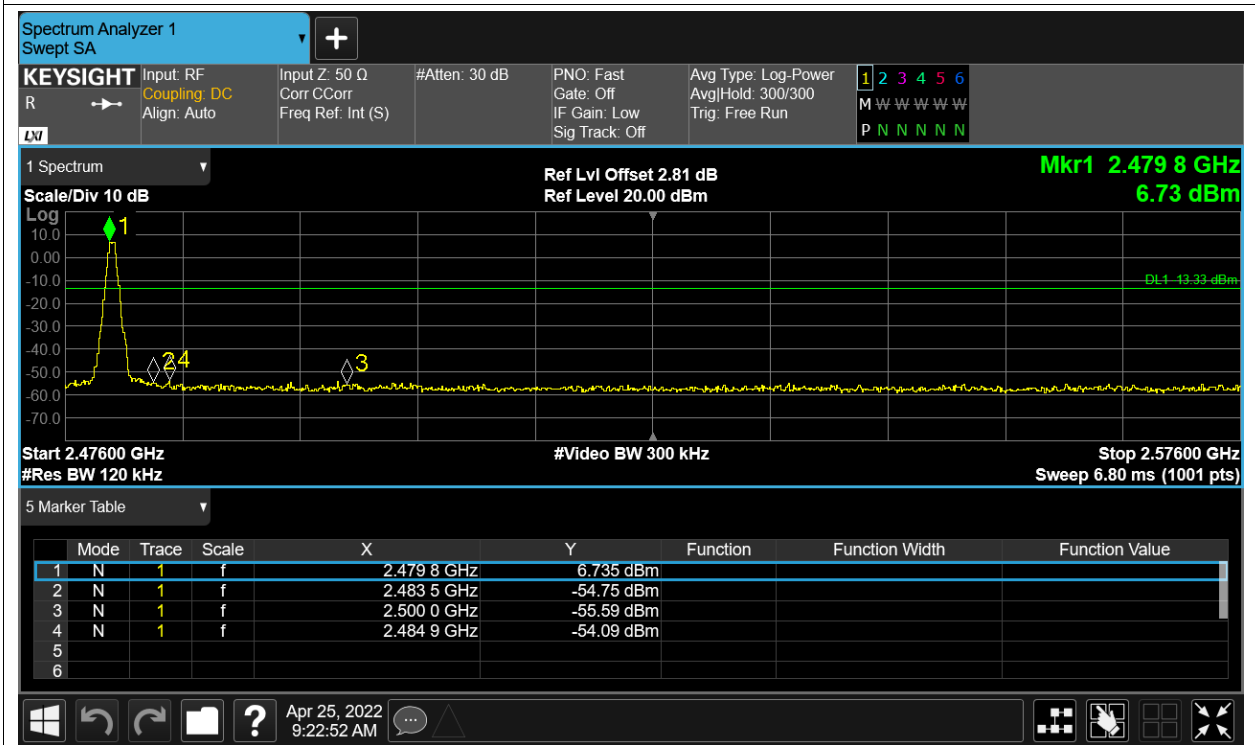 Spectrum Analyzer 1
Swept SA
KEYSIGHT Input: RF Input Z: 50 Ω #Atten: 30 dB PNO: Fast Avg Type: Log-Power 1 2 3 4 5 6
R Coupling: DC Corr CCorr Gate: Off Avg|Hold: 300/300 M W W W W W W
Align: Auto Freq Ref: Int (S) IF Gain: Low Trig: Free Run
LXI Sig Track: Off P N N N N N N
1 Spectrum Ref Lvl Offset 2.81 dB Mkr1 2.479 8 GHz
Scale/Div 10 dB Ref Level 20.00 dBm 6.73 dBm
Log
1
10.0
0.00
-10.0 DL1 -13.33 dBm
-20.0
-30.0
-40.0
2 4 3
-50.0
-60.0
-70.0
Start 2.47600 GHz #Video BW 300 kHz Stop 2.57600 GHz
#Res BW 120 kHz Sweep 6.80 ms (1001 pts)
5 Marker Table
Mode Trace Scale X Y Function Function Width Function Value
1 N 1 f 2.479 8 GHz 6.735 dBm
2 N 1 f 2.483 5 GHz -54.75 dBm
3 N 1 f 2.500 0 GHz -55.59 dBm
4 N 1 f 2.484 9 GHz -54.09 dBm
5
6
? Apr 25, 2022
9:22:52 AM